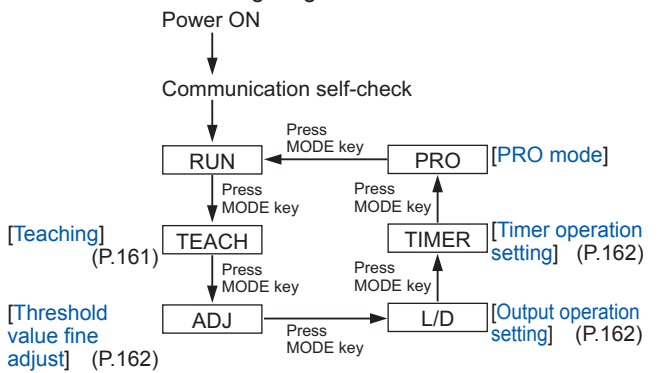 Power ON
Communication self-check
Press
MODE key
RUN
PRO
[PRO mode]
Press
MODE key
Press
MODE key
[Teaching]
(P.161)
TEACH
TIMER
[Timer operation
setting] (P.162)
Press
MODE key
Press
MODE key
[Threshold
value fine
adjust] (P.162)
ADJ
Press
MODE key
L/D
[Output operation
setting] (P.162)